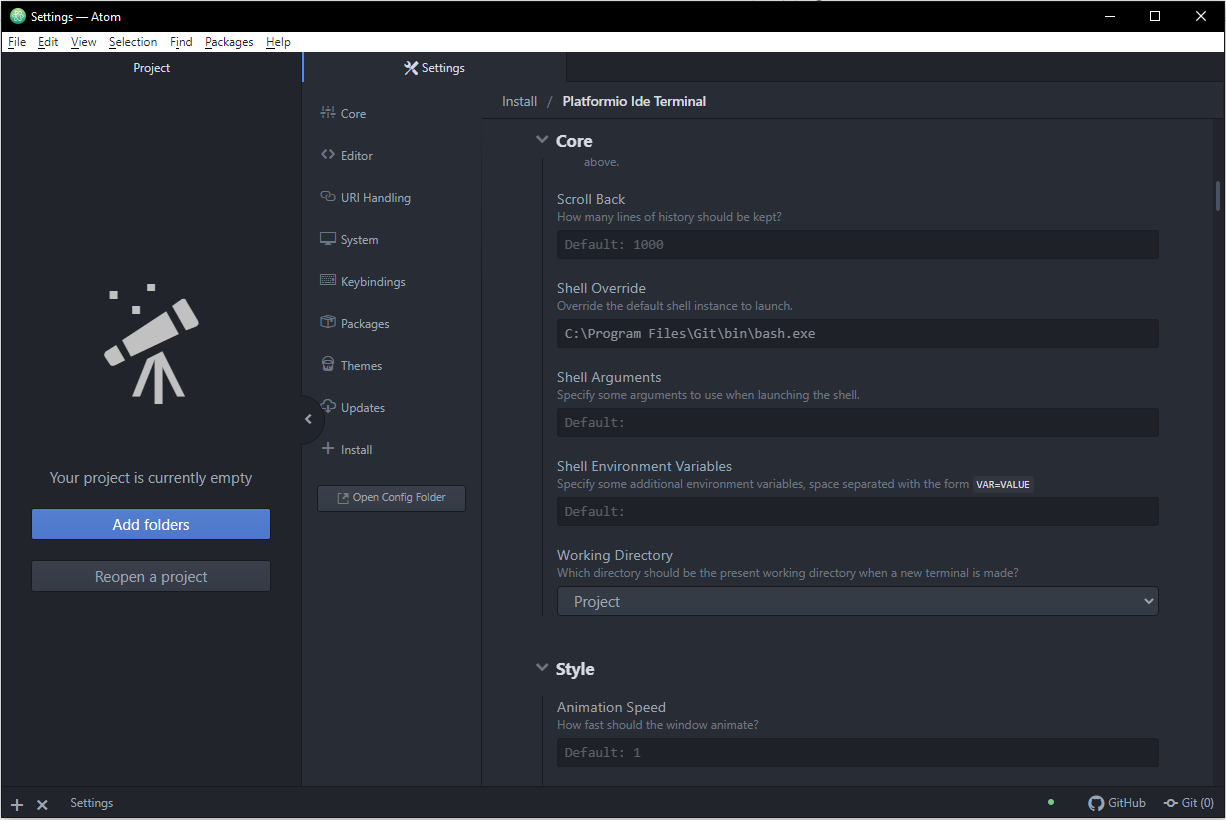 Settings — Atom
File Edit View Selection Find Packages Help
Project
Settings
Your project is currently empty
Add folders
Reopen a project
Core
Editor
URI Handling
System
Keybindings
Packages
Themes
Updates
Install
Open Config Folder
Install / Platformio Ide Terminal
Core
above.
Scroll Back
How many lines of history should be kept?
Default: 1000
Shell Override
Override the default shell instance to launch.
C:\Program Files\Git\bin\bash.exe
Shell Arguments
Specify some arguments to use when launching the shell.
Default:
Shell Environment Variables
Specify some additional environment variables, space separated with the form VAR=VALUE
Default:
Working Directory
Which directory should be the present working directory when a new terminal is made?
Project
Style
Animation Speed
How fast should the window animate?
Default: 1
Settings
GitHub Git (0)